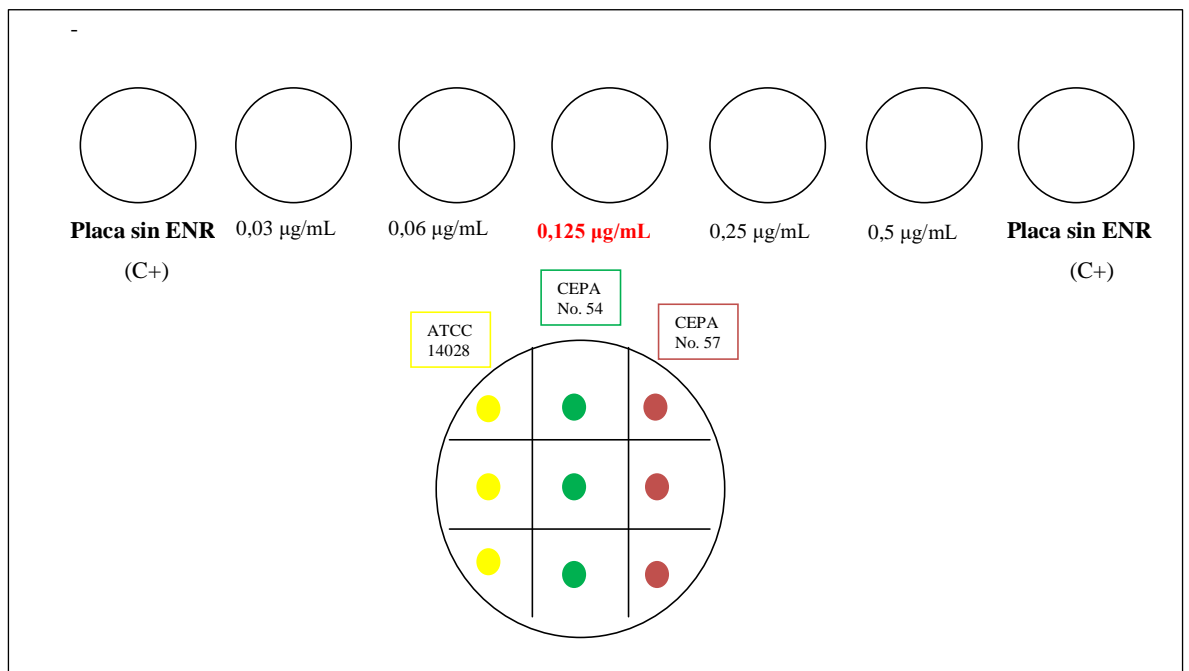 -
Placa sin ENR 0,03 μg/mL 0,06 μg/mL 0,125 μg/mL 0,25 μg/mL 0,5 μg/mL Placa sin ENR
(C+) (C+)
CEPA
No. 54
ATCC
14028
CEPA
No. 57